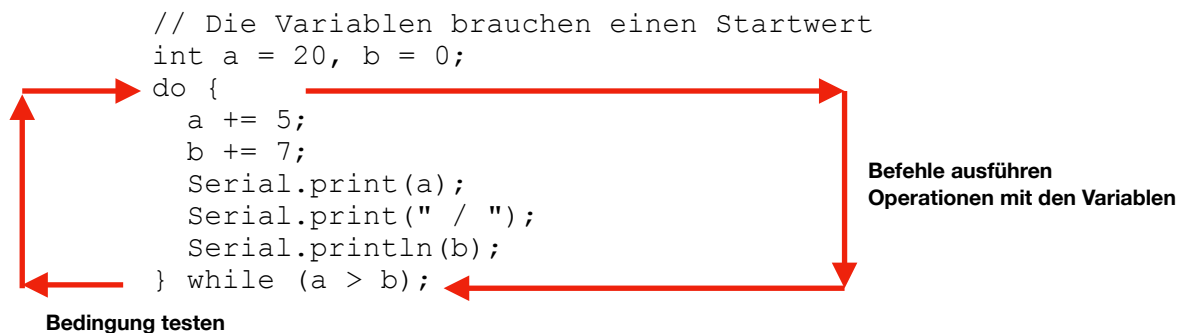 // Die Variablen brauchen einen Startwert
int a = 20, b = 0;
do {
  a += 5;
  b += 7;
  Serial.print(a);
  Serial.print(" / ");
  Serial.println(b);
} while (a > b);
Befehle ausführen
Operationen mit den Variablen
Bedingung testen